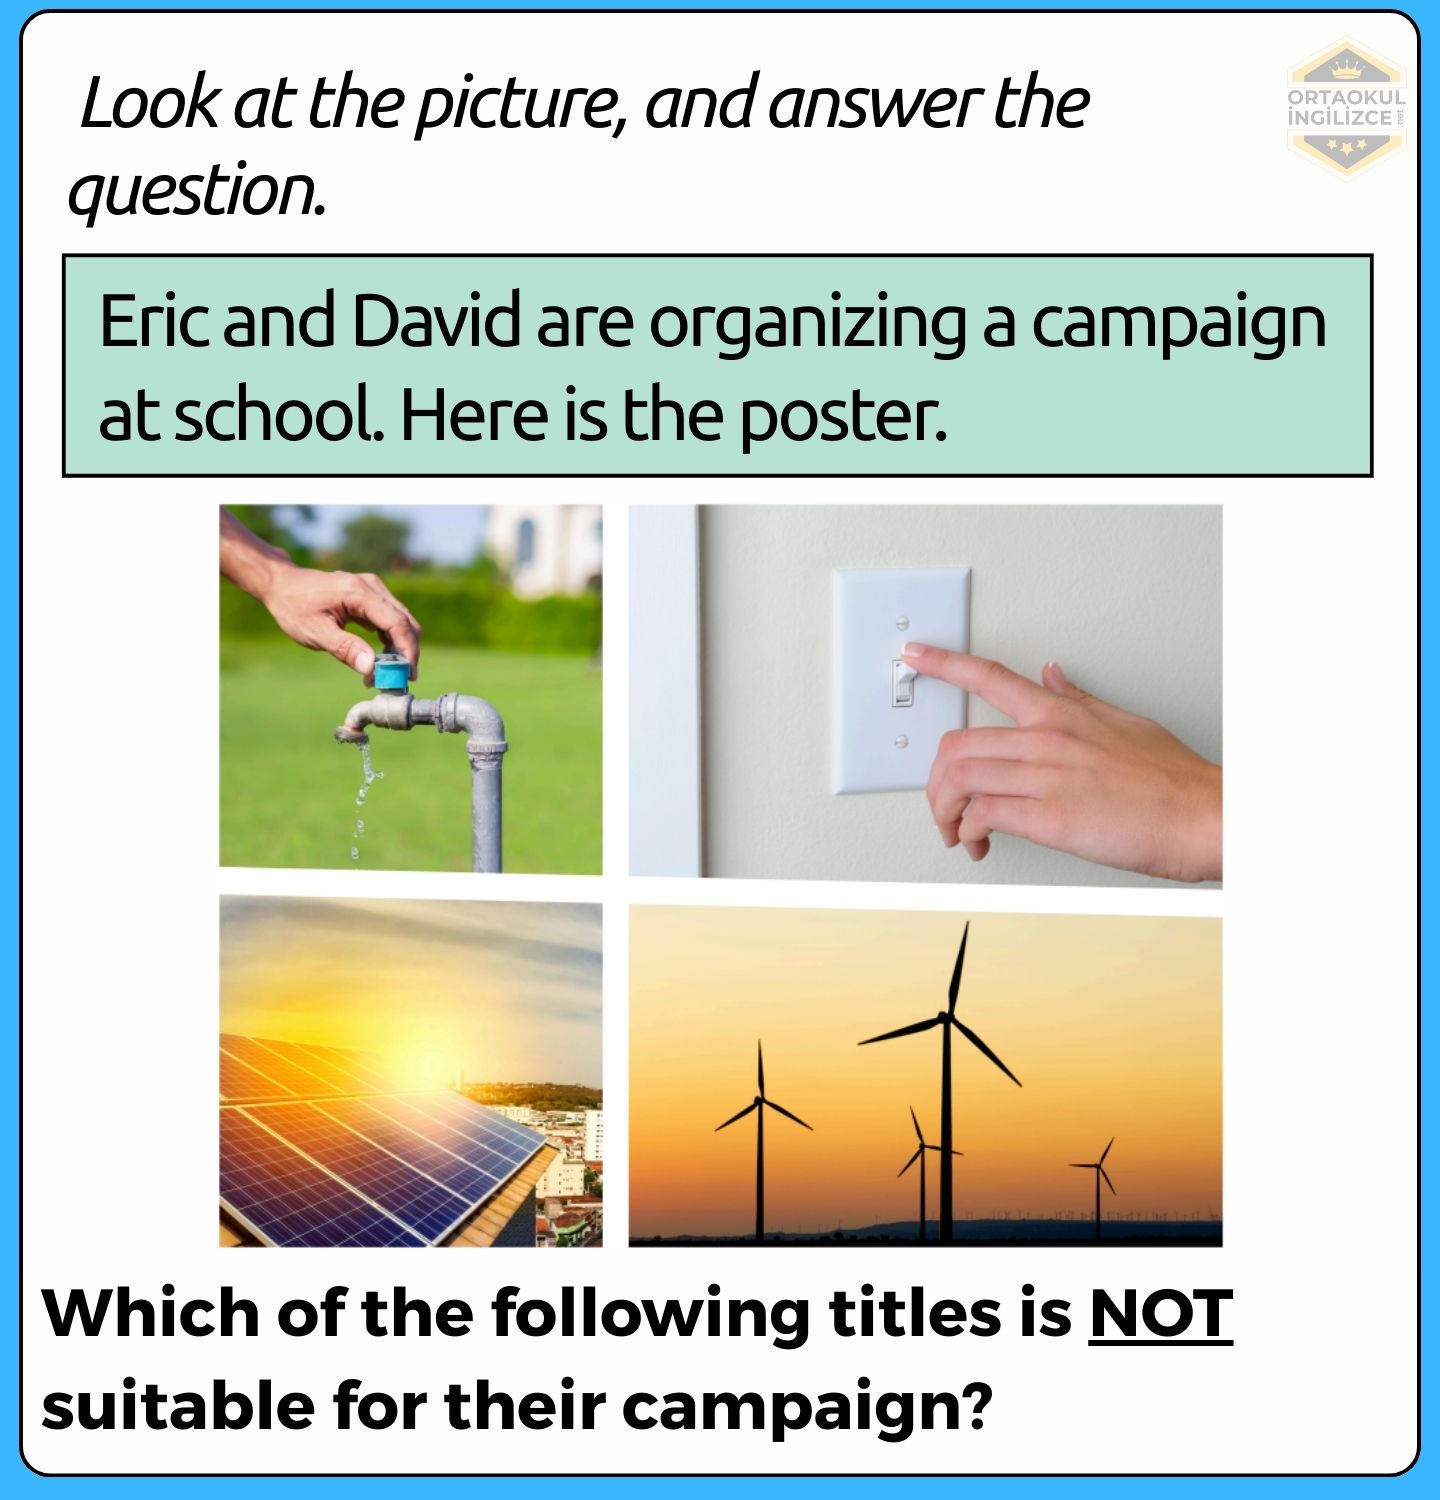 Look at the picture, and answer the
question.
ORTAOKUL
İNGİLİZCE
.net
Eric and David are organizing a campaign
at school. Here is the poster.
Which of the following titles is NOT
suitable for their campaign?